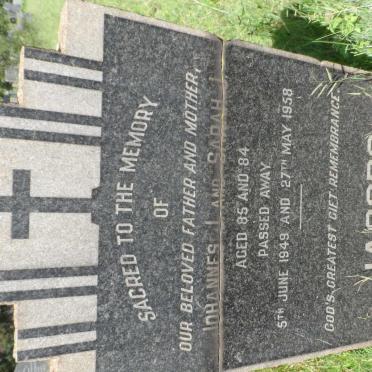 SACRED TO THE MEMORY
OF
OUR BELOVED FATHER AND MOTHER,
JOHANNES J. AND SARAH
AGED 85 AND 84
PASSED AWAY
5TH JUNE 1949 AND 27TH MAY 1958
GOD'S GREATEST GIFT, REMEMBRANCE